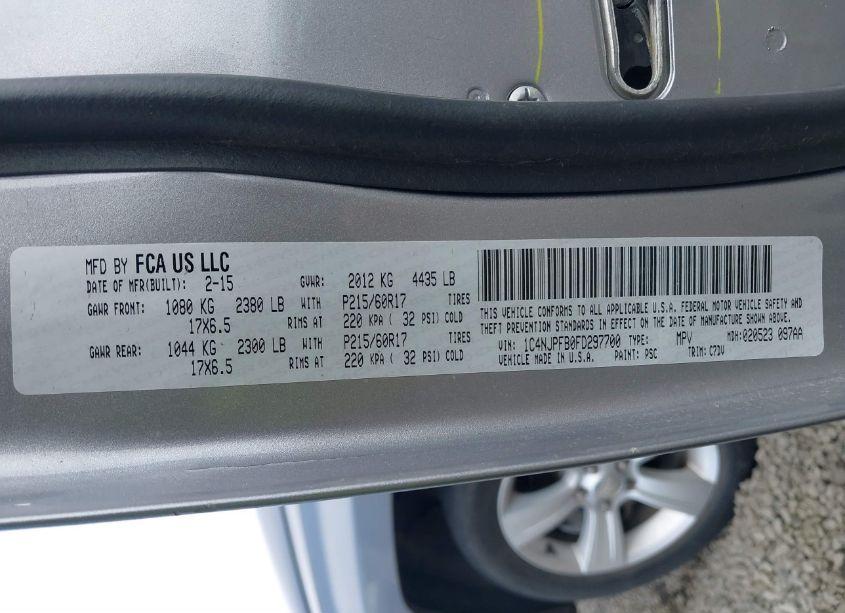 MFD BY FCA US LLC
DATE OF MFR(BUILT): 2-15 GVWR: 2012 KG 4435 LB
GAWR FRONT: 1080 KG 2380 LB WITH P215/60R17 TIRES
17X6.5 RIMS AT 220 KPA ( 32 PSI) COLD
GAWR REAR: 1044 KG 2300 LB WITH P215/60R17 TIRES
17X6.5 RIMS AT 220 KPA ( 32 PSI) COLD
THIS VEHICLE CONFORMS TO ALL APPLICABLE U.S.A. FEDERAL MOTOR VEHICLE SAFETY AND
THEFT PREVENTION STANDARDS IN EFFECT ON THE DATE OF MANUFACTURE SHOWN ABOVE.
VIN: 1C4NJPFB0FD297700 TYPE: MPV MDH:020523 097AA
VEHICLE MADE IN U.S.A. PAINT: PSC TRIM: C7DV